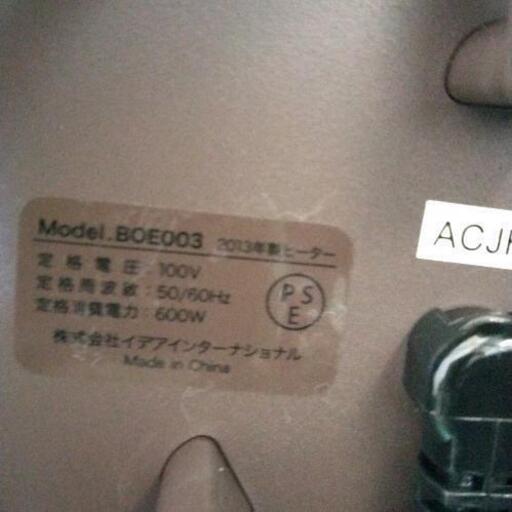 Model.BOE003 2013年製ヒーター
定格電圧:100V
定格周波数:50/60Hz
定格消費電力:600W
PS
E
株式会社イデアインターナショナル
Made in China
ACJ